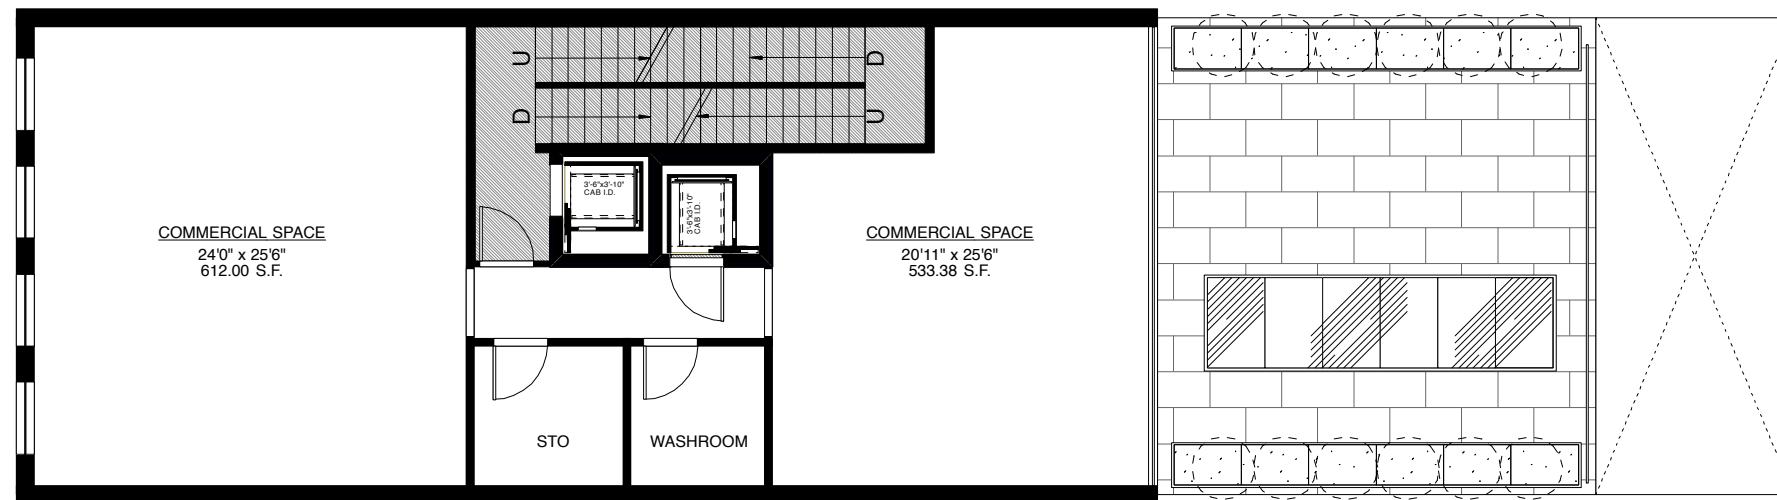 U
D
D
U
3'-6"x3'-10"
CAB I.D.
3'-6"x3'-10"
CAB I.D.
COMMERCIAL SPACE
24'0" x 25'6"
612.00 S.F.
COMMERCIAL SPACE
20'11" x 25'6"
533.38 S.F.
STO
WASHROOM